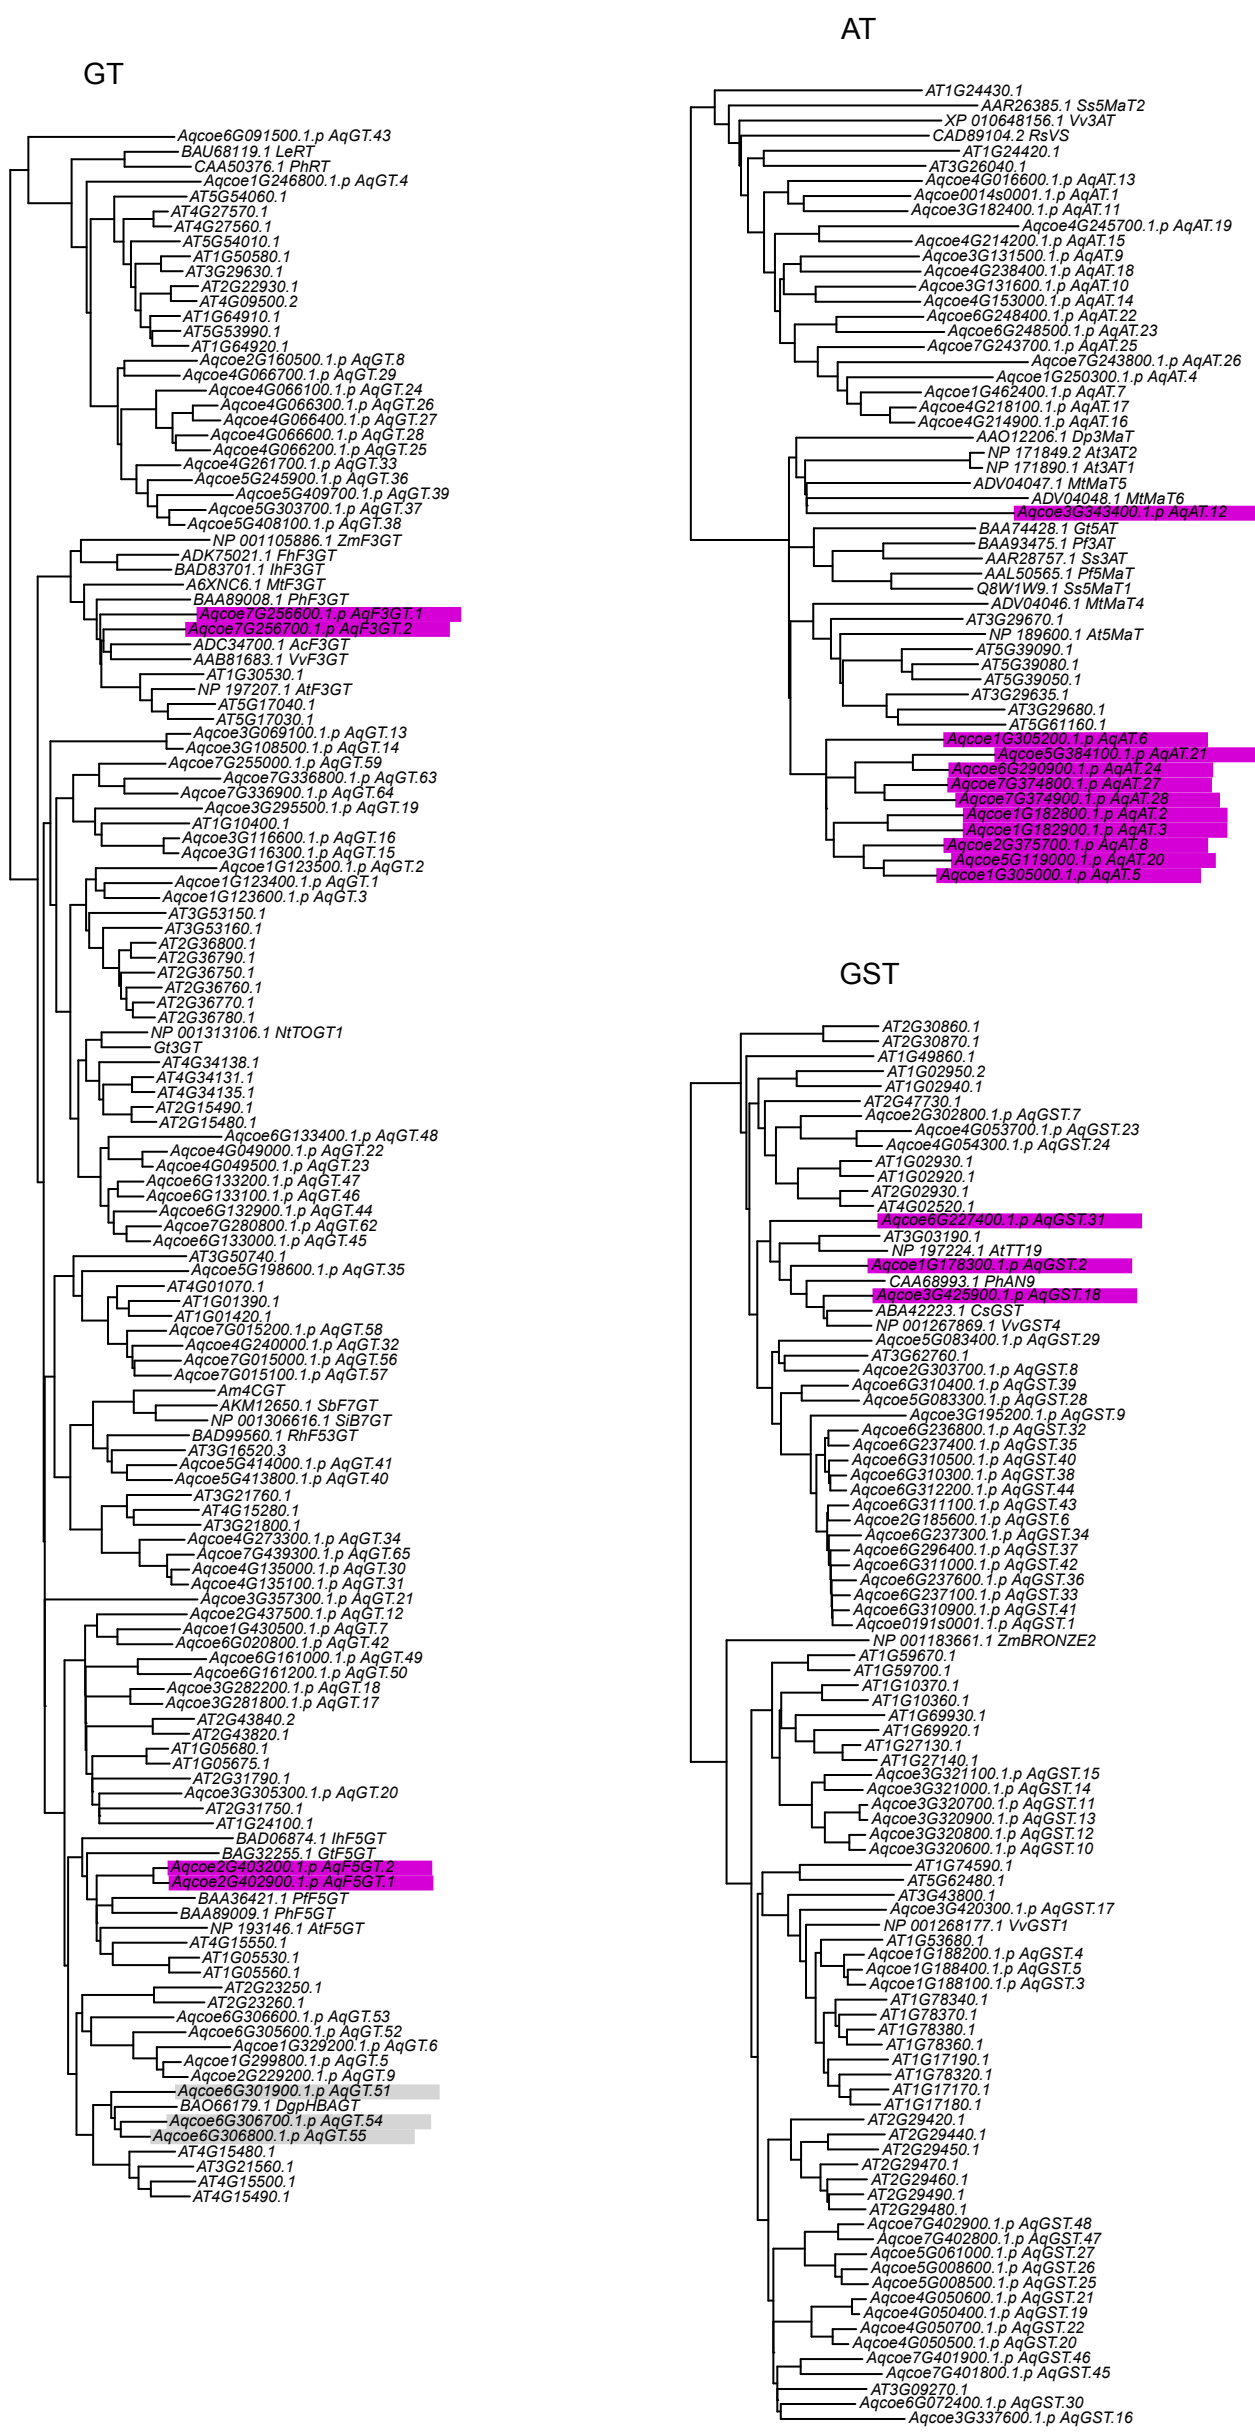 GT
Aqcoe6G091500.1.p AqGT.43
BAU68119.1 LeRT
CAA50376.1 PhRT
Aqcoe1G246800.1.p AqGT.4
AT5G54060.1
AT4G27570.1
AT4G27560.1
AT5G54010.1
AT1G50580.1
AT3G29630.1
AT2G22930.1
AT4G09500.2
AT1G64910.1
AT5G53990.1
AT1G64920.1
Aqcoe2G160500.1.p AqGT.8
Aqcoe4G066700.1.p AqGT.29
Aqcoe4G066100.1.p AqGT.24
Aqcoe4G066300.1.p AqGT.26
Aqcoe4G066400.1.p AqGT.27
Aqcoe4G066600.1.p AqGT.28
Aqcoe4G066200.1.p AqGT.25
Aqcoe4G261700.1.p AqGT.33
Aqcoe5G245900.1.p AqGT.36
Aqcoe5G409700.1.p AqGT.39
Aqcoe5G303700.1.p AqGT.37
Aqcoe5G408100.1.p AqGT.38
NP 001105886.1 ZmF3GT
ADK75021.1 FhF3GT
BAD83701.1 IhF3GT
A6XNC6.1 MtF3GT
BAA89008.1 PhF3GT
Aqcoe7G256600.1.p AqF3GT.1
Aqcoe7G256700.1.p AqF3GT.2
ADC34700.1 AcF3GT
AAB81683.1 VvF3GT
AT1G30530.1
NP 197207.1 AtF3GT
AT5G17040.1
AT5G17030.1
Aqcoe3G069100.1.p AqGT.13
Aqcoe3G108500.1.p AqGT.14
Aqcoe7G255000.1.p AqGT.59
Aqcoe7G336800.1.p AqGT.63
Aqcoe7G336900.1.p AqGT.64
Aqcoe3G295500.1.p AqGT.19
AT1G10400.1
Aqcoe3G116600.1.p AqGT.16
Aqcoe3G116300.1.p AqGT.15
Aqcoe1G123500.1.p AqGT.2
Aqcoe1G123400.1.p AqGT.1
Aqcoe1G123600.1.p AqGT.3
AT3G53150.1
AT3G53160.1
AT2G36800.1
AT2G36790.1
AT2G36750.1
AT2G36760.1
AT2G36770.1
AT2G36780.1
NP 001313106.1 NtTOGT1
Gt3GT
AT4G34138.1
AT4G34131.1
AT4G34135.1
AT2G15490.1
AT2G15480.1
Aqcoe6G133400.1.p AqGT.48
Aqcoe4G049000.1.p AqGT.22
Aqcoe4G049500.1.p AqGT.23
Aqcoe6G133200.1.p AqGT.47
Aqcoe6G133100.1.p AqGT.46
Aqcoe6G132900.1.p AqGT.44
Aqcoe7G280800.1.p AqGT.62
Aqcoe6G133000.1.p AqGT.45
AT3G50740.1
Aqcoe5G198600.1.p AqGT.35
AT4G01070.1
AT1G01390.1
AT1G01420.1
Aqcoe7G015200.1.p AqGT.58
Aqcoe4G240000.1.p AqGT.32
Aqcoe7G015000.1.p AqGT.56
Aqcoe7G015100.1.p AqGT.57
Am4CGT
AKM12650.1 SbF7GT
NP 001306616.1 SiB7GT
BAD99560.1 RhF53GT
AT3G16520.3
Aqcoe5G414000.1.p AqGT.41
Aqcoe5G413800.1.p AqGT.40
AT3G21760.1
AT4G15280.1
AT3G21800.1
Aqcoe4G273300.1.p AqGT.34
Aqcoe7G439300.1.p AqGT.65
Aqcoe4G135000.1.p AqGT.30
Aqcoe4G135100.1.p AqGT.31
Aqcoe3G357300.1.p AqGT.21
Aqcoe2G437500.1.p AqGT.12
Aqcoe1G430500.1.p AqGT.7
Aqcoe6G020800.1.p AqGT.42
Aqcoe6G161000.1.p AqGT.49
Aqcoe6G161200.1.p AqGT.50
Aqcoe3G282200.1.p AqGT.18
Aqcoe3G281800.1.p AqGT.17
AT2G43840.2
AT2G43820.1
AT1G05680.1
AT1G05675.1
AT2G31790.1
Aqcoe3G305300.1.p AqGT.20
AT2G31750.1
AT1G24100.1
BAD06874.1 IhF5GT
BAG32255.1 GtF5GT
Aqcoe2G403200.1.p AqF5GT.2
Aqcoe2G402900.1.p AqF5GT.1
BAA36421.1 PfF5GT
BAA89009.1 PhF5GT
NP 193146.1 AtF5GT
AT4G15550.1
AT1G05530.1
AT1G05560.1
AT2G23250.1
AT2G23260.1
Aqcoe6G306600.1.p AqGT.53
Aqcoe6G305600.1.p AqGT.52
Aqcoe1G329200.1.p AqGT.6
Aqcoe1G299800.1.p AqGT.5
Aqcoe2G229200.1.p AqGT.9
Aqcoe6G301900.1.p AqGT.51
BAO66179.1 DgpHBAGT
Aqcoe6G306700.1.p AqGT.54
Aqcoe6G306800.1.p AqGT.55
AT4G15480.1
AT3G21560.1
AT4G15500.1
AT4G15490.1
AT
AT1G24430.1
AAR26385.1 Ss5MaT2
XP 010648156.1 Vv3AT
CAD89104.2 RsVS
AT1G24420.1
AT3G26040.1
Aqcoe4G016600.1.p AqAT.13
Aqcoe0014s0001.1.p AqAT.1
Aqcoe3G182400.1.p AqAT.11
Aqcoe4G245700.1.p AqAT.19
Aqcoe4G214200.1.p AqAT.15
Aqcoe3G131500.1.p AqAT.9
Aqcoe4G238400.1.p AqAT.18
Aqcoe3G131600.1.p AqAT.10
Aqcoe4G153000.1.p AqAT.14
Aqcoe6G248400.1.p AqAT.22
Aqcoe6G248500.1.p AqAT.23
Aqcoe7G243700.1.p AqAT.25
Aqcoe7G243800.1.p AqAT.26
Aqcoe1G250300.1.p AqAT.4
Aqcoe1G462400.1.p AqAT.7
Aqcoe4G218100.1.p AqAT.17
Aqcoe4G214900.1.p AqAT.16
AAO12206.1 Dp3MaT
NP 171849.2 At3AT2
NP 171890.1 At3AT1
ADV04047.1 MtMaT5
ADV04048.1 MtMaT6
Aqcoe3G343400.1.p AqAT.12
BAA74428.1 Gt5AT
BAA93475.1 Pf3AT
AAR28757.1 Ss3AT
AAL50565.1 Pf5MaT
Q8W1W9.1 Ss5MaT1
ADV04046.1 MtMaT4
AT3G29670.1
NP 189600.1 At5MaT
AT5G39090.1
AT5G39080.1
AT5G39050.1
AT3G29635.1
AT3G29680.1
AT5G61160.1
Aqcoe1G305200.1.p AqAT.6
Aqcoe5G384100.1.p AqAT.21
Aqcoe6G290900.1.p AqAT.24
Aqcoe7G374800.1.p AqAT.27
Aqcoe7G374900.1.p AqAT.28
Aqcoe1G182800.1.p AqAT.2
Aqcoe1G182900.1.p AqAT.3
Aqcoe2G375700.1.p AqAT.8
Aqcoe5G119000.1.p AqAT.20
Aqcoe1G305000.1.p AqAT.5
GST
AT2G30860.1
AT2G30870.1
AT1G49860.1
AT1G02950.2
AT1G02940.1
AT2G47730.1
Aqcoe2G302800.1.p AqGST.7
Aqcoe4G053700.1.p AqGST.23
Aqcoe4G054300.1.p AqGST.24
AT1G02930.1
AT1G02920.1
AT2G02930.1
AT4G02520.1
Aqcoe6G227400.1.p AqGST.31
AT3G03190.1
NP 197224.1 AtTT19
Aqcoe1G178300.1.p AqGST.2
CAA68993.1 PhAN9
Aqcoe3G425900.1.p AqGST.18
ABA42223.1 CsGST
NP 001267869.1 VvGST4
Aqcoe5G083400.1.p AqGST.29
AT3G62760.1
Aqcoe2G303700.1.p AqGST.8
Aqcoe6G310400.1.p AqGST.39
Aqcoe5G083300.1.p AqGST.28
Aqcoe3G195200.1.p AqGST.9
Aqcoe6G236800.1.p AqGST.32
Aqcoe6G237400.1.p AqGST.35
Aqcoe6G310500.1.p AqGST.40
Aqcoe6G310300.1.p AqGST.38
Aqcoe6G312200.1.p AqGST.44
Aqcoe6G311100.1.p AqGST.43
Aqcoe2G185600.1.p AqGST.6
Aqcoe6G237300.1.p AqGST.34
Aqcoe6G296400.1.p AqGST.37
Aqcoe6G311000.1.p AqGST.42
Aqcoe6G237600.1.p AqGST.36
Aqcoe6G237100.1.p AqGST.33
Aqcoe6G310900.1.p AqGST.41
Aqcoe0191s0001.1.p AqGST.1
NP 001183661.1 ZmBRONZE2
AT1G59670.1
AT1G59700.1
AT1G10370.1
AT1G10360.1
AT1G69930.1
AT1G69920.1
AT1G27130.1
AT1G27140.1
Aqcoe3G321100.1.p AqGST.15
Aqcoe3G321000.1.p AqGST.14
Aqcoe3G320700.1.p AqGST.11
Aqcoe3G320900.1.p AqGST.13
Aqcoe3G320800.1.p AqGST.12
Aqcoe3G320600.1.p AqGST.10
AT1G74590.1
AT5G62480.1
AT3G43800.1
Aqcoe3G420300.1.p AqGST.17
NP 001268177.1 VvGST1
AT1G53680.1
Aqcoe1G188200.1.p AqGST.4
Aqcoe1G188400.1.p AqGST.5
Aqcoe1G188100.1.p AqGST.3
AT1G78340.1
AT1G78370.1
AT1G78380.1
AT1G78360.1
AT1G17190.1
AT1G78320.1
AT1G17170.1
AT1G17180.1
AT2G29420.1
AT2G29440.1
AT2G29450.1
AT2G29470.1
AT2G29460.1
AT2G29490.1
AT2G29480.1
Aqcoe7G402900.1.p AqGST.48
Aqcoe7G402800.1.p AqGST.47
Aqcoe5G061000.1.p AqGST.27
Aqcoe5G008600.1.p AqGST.26
Aqcoe5G008500.1.p AqGST.25
Aqcoe4G050600.1.p AqGST.21
Aqcoe4G050400.1.p AqGST.19
Aqcoe4G050700.1.p AqGST.22
Aqcoe4G050500.1.p AqGST.20
Aqcoe7G401900.1.p AqGST.46
Aqcoe7G401800.1.p AqGST.45
AT3G09270.1
Aqcoe6G072400.1.p AqGST.30
Aqcoe3G337600.1.p AqGST.16